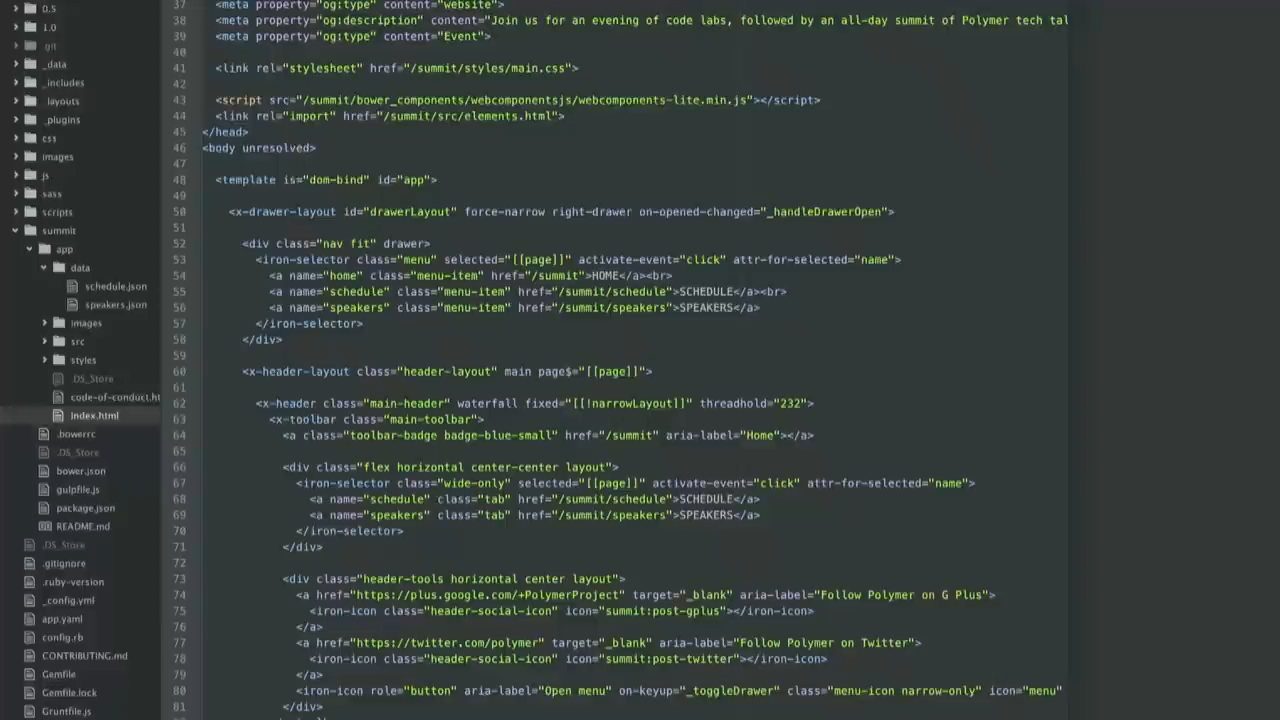 0.5
1.0
.git
_data
_includes
_layouts
_plugins
css
images
js
sass
scripts
summit
app
data
schedule.json
speakers.json
images
src
styles
.DS_Store
code-of-conduct.ht
index.html
.bowerrc
.DS_Store
bower.json
gulpfile.js
package.json
README.md
.DS_Store
.gitignore
.ruby-version
_config.yml
app.yaml
config.rb
CONTRIBUTING.md
Gemfile
Gemfile.lock
Gruntfile.js
37 <meta property="og:type" content="website">
38 <meta property="og:description" content="Join us for an evening of code labs, followed by an all-day summit of Polymer tech tal
39 <meta property="og:type" content="Event">
40
41 <link rel="stylesheet" href="/summit/styles/main.css">
42
43 <script src="/summit/bower_components/webcomponentsjs/webcomponents-lite.min.js"></script>
44 <link rel="import" href="/summit/src/elements.html">
45 </head>
46 <body unresolved>
47
48 <template is="dom-bind" id="app">
49
50 <x-drawer-layout id="drawerLayout" force-narrow right-drawer on-opened-changed="_handleDrawerOpen">
51
52 <div class="nav fit" drawer>
53 <iron-selector class="menu" selected="[[page]]" activate-event="click" attr-for-selected="name">
54 <a name="home" class="menu-item" href="/summit">HOME</a><br>
55 <a name="schedule" class="menu-item" href="/summit/schedule">SCHEDULE</a><br>
56 <a name="speakers" class="menu-item" href="/summit/speakers">SPEAKERS</a>
57 </iron-selector>
58 </div>
59
60 <x-header-layout class="header-layout" main page$="[[page]]">
61
62 <x-header class="main-header" waterfall fixed="[[!narrowLayout]]" threadhold="232">
63 <x-toolbar class="main-toolbar">
64 <a class="toolbar-badge badge-blue-small" href="/summit" aria-label="Home"></a>
65
66 <div class="flex horizontal center-center layout">
67 <iron-selector class="wide-only" selected="[[page]]" activate-event="click" attr-for-selected="name">
68 <a name="schedule" class="tab" href="/summit/schedule">SCHEDULE</a>
69 <a name="speakers" class="tab" href="/summit/speakers">SPEAKERS</a>
70 </iron-selector>
71 </div>
72
73 <div class="header-tools horizontal center layout">
74 <a href="https://plus.google.com/+PolymerProject" target="_blank" aria-label="Follow Polymer on G Plus">
75 <iron-icon class="header-social-icon" icon="summit:post-gplus"></iron-icon>
76 </a>
77 <a href="https://twitter.com/polymer" target="_blank" aria-label="Follow Polymer on Twitter">
78 <iron-icon class="header-social-icon" icon="summit:post-twitter"></iron-icon>
79 </a>
80 <iron-icon role="button" aria-label="Open menu" on-keyup="_toggleDrawer" class="menu-icon narrow-only" icon="menu"
81 </div>